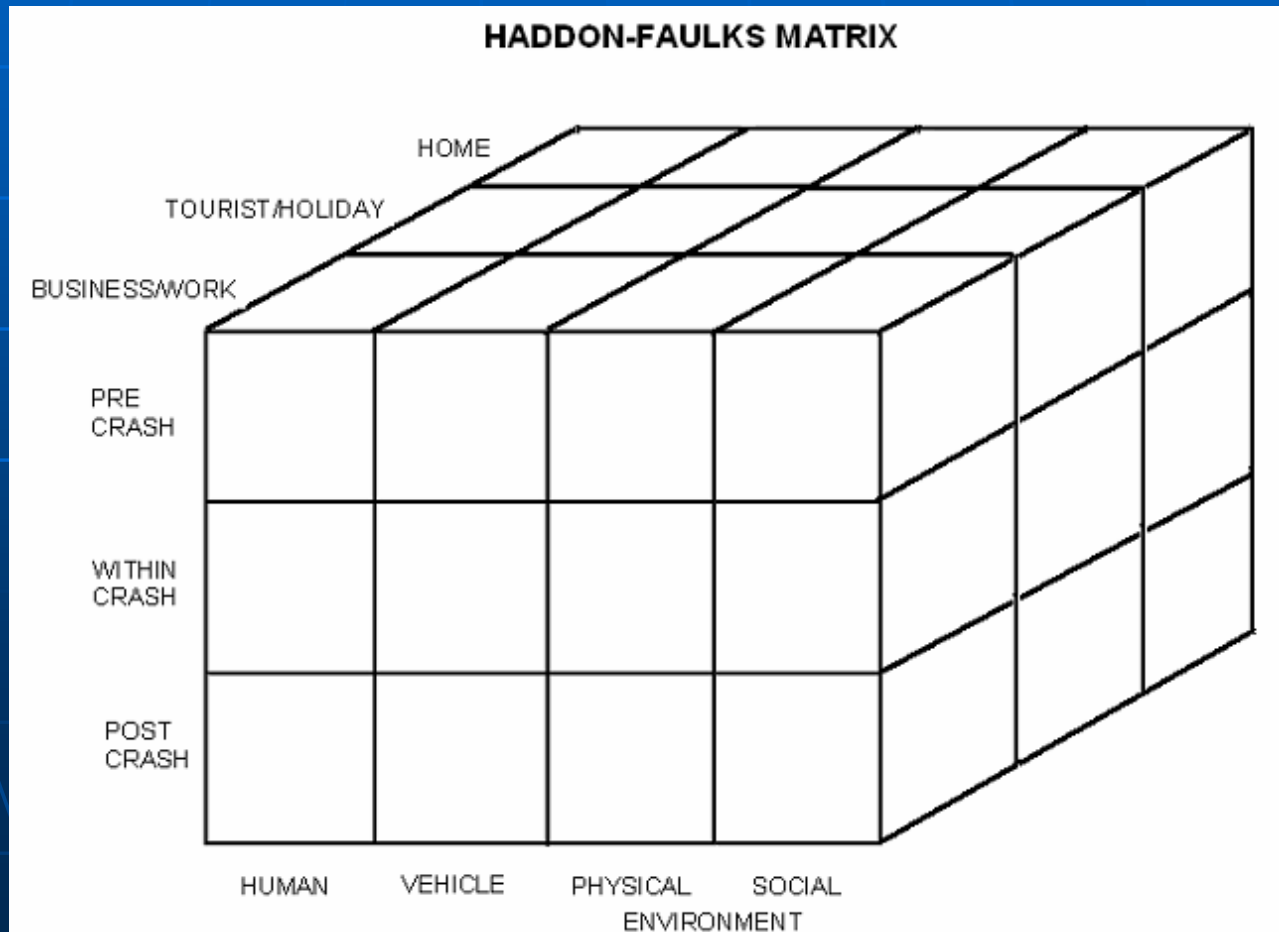 HADDON-FAULKS MATRIX
HOME
TOURIST/HOLIDAY
BUSINESS/WORK
PRE
CRASH
WITHIN
CRASH
POST
CRASH
HUMAN VEHICLE PHYSICAL SOCIAL
ENVIRONMENT